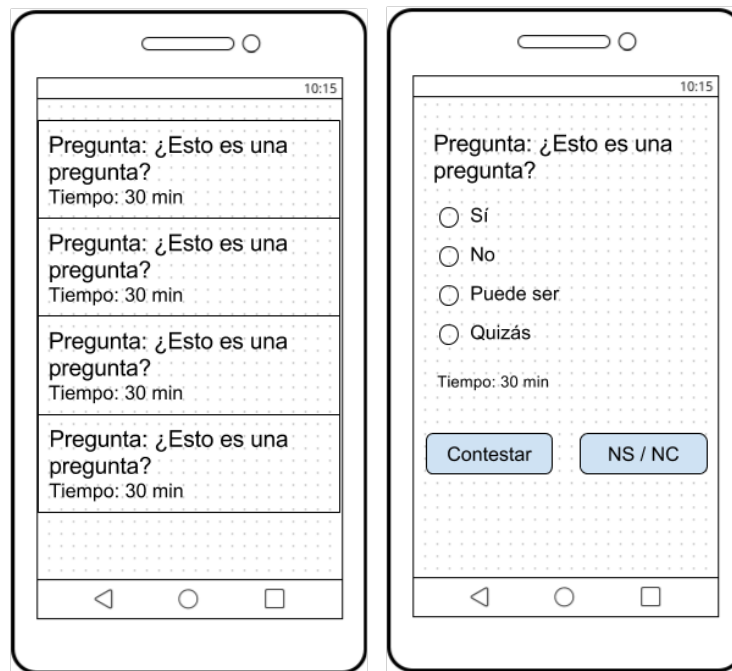 10:15
Pregunta: ¿Esto es una
pregunta?
Tiempo: 30 min
Pregunta: ¿Esto es una
pregunta?
Tiempo: 30 min
Pregunta: ¿Esto es una
pregunta?
Tiempo: 30 min
Pregunta: ¿Esto es una
pregunta?
Tiempo: 30 min
10:15
Pregunta: ¿Esto es una
pregunta?
Sí
No
Puede ser
Quizás
Tiempo: 30 min
Contestar NS / NC